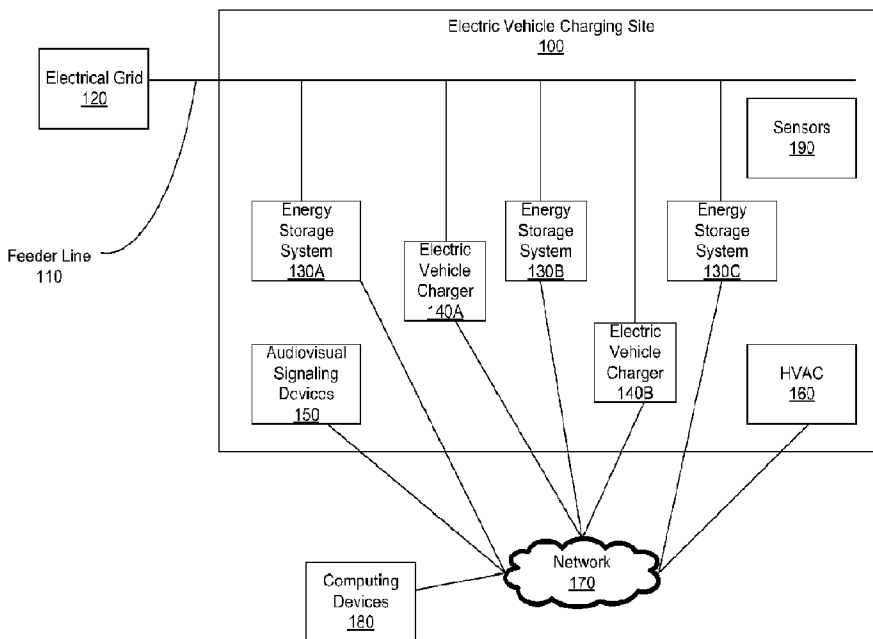 Electric Vehicle Charging Site
100
Electrical Grid
120
Sensors
190
Feeder Line
110
Energy
Storage
System
130A
Electric
Vehicle
Charger
140A
Energy
Storage
System
130B
Energy
Storage
System
130C
Audiovisual
Signaling
Devices
150
Electric
Vehicle
Charger
140B
HVAC
160
Network
170
Computing
Devices
180